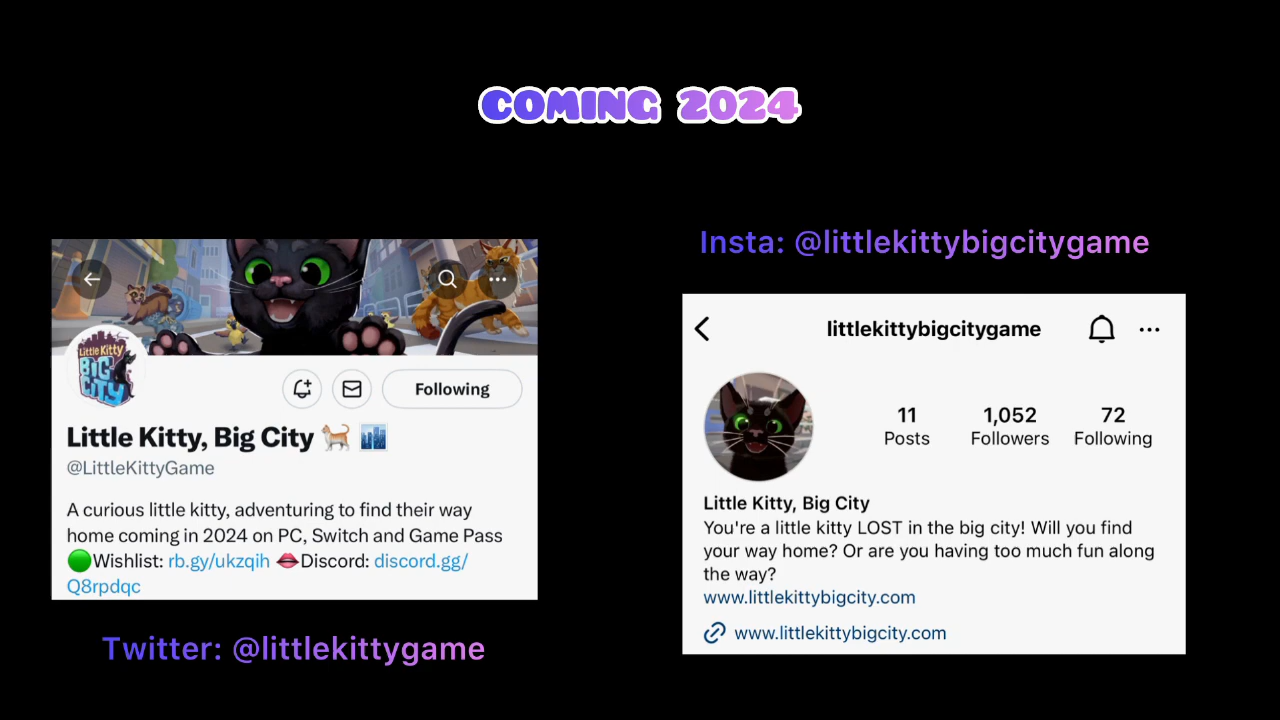 COMING 2024
Little Kitty
BIG
CITY
Following
Little Kitty, Big City 🐈 🏙️
@LittleKittyGame
A curious little kitty, adventuring to find their way
home coming in 2024 on PC, Switch and Game Pass
🟢Wishlist: rb.gy/ukzqih 👄Discord: discord.gg/
Q8rpdqc
Twitter: @littlekittygame
Insta: @littlekittybigcitygame
littlekittybigcitygame
11 1,052 72
Posts Followers Following
Little Kitty, Big City
You're a little kitty LOST in the big city! Will you find
your way home? Or are you having too much fun along
the way?
www.littlekittybigcity.com
www.littlekittybigcity.com